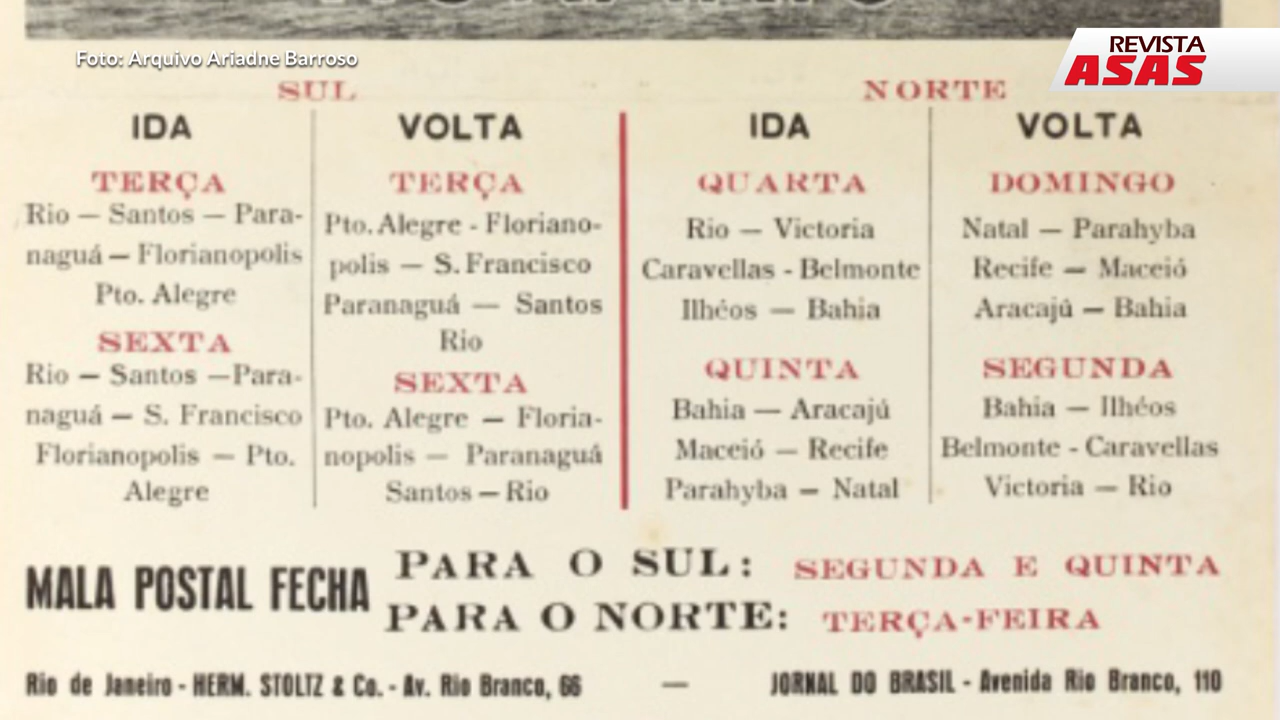 Foto: Arquivo Ariadne Barroso
REVISTA
ASAS
SUL
IDA
TERÇA
Rio — Santos — Para-
naguá — Florianopolis
Pto. Alegre
SEXTA
Rio — Santos —Para-
naguá — S. Francisco
Florianopolis — Pto.
Alegre
VOLTA
TERÇA
Pto. Alegre - Floriano-
polis — S. Francisco
Paranaguá — Santos
Rio
SEXTA
Pto. Alegre — Floria-
nopolis — Paranaguá
Santos — Rio
NORTE
IDA
QUARTA
Rio — Victoria
Caravellas - Belmonte
Ilhéos — Bahia
QUINTA
Bahia — Aracajú
Maceió — Recife
Parahyba — Natal
VOLTA
DOMINGO
Natal — Parahyba
Recife — Maceió
Aracajú — Bahia
SEGUNDA
Bahia — Ilhéos
Belmonte - Caravellas
Victoria — Rio
MALA POSTAL FECHA
PARA O SUL: SEGUNDA E QUINTA
PARA O NORTE: TERÇA-FEIRA
Rio de Janeiro - HERM. STOLTZ & Co. - Av. Rio Branco, 66 — JORNAL DO BRASIL - Avenida Rio Branco, 110